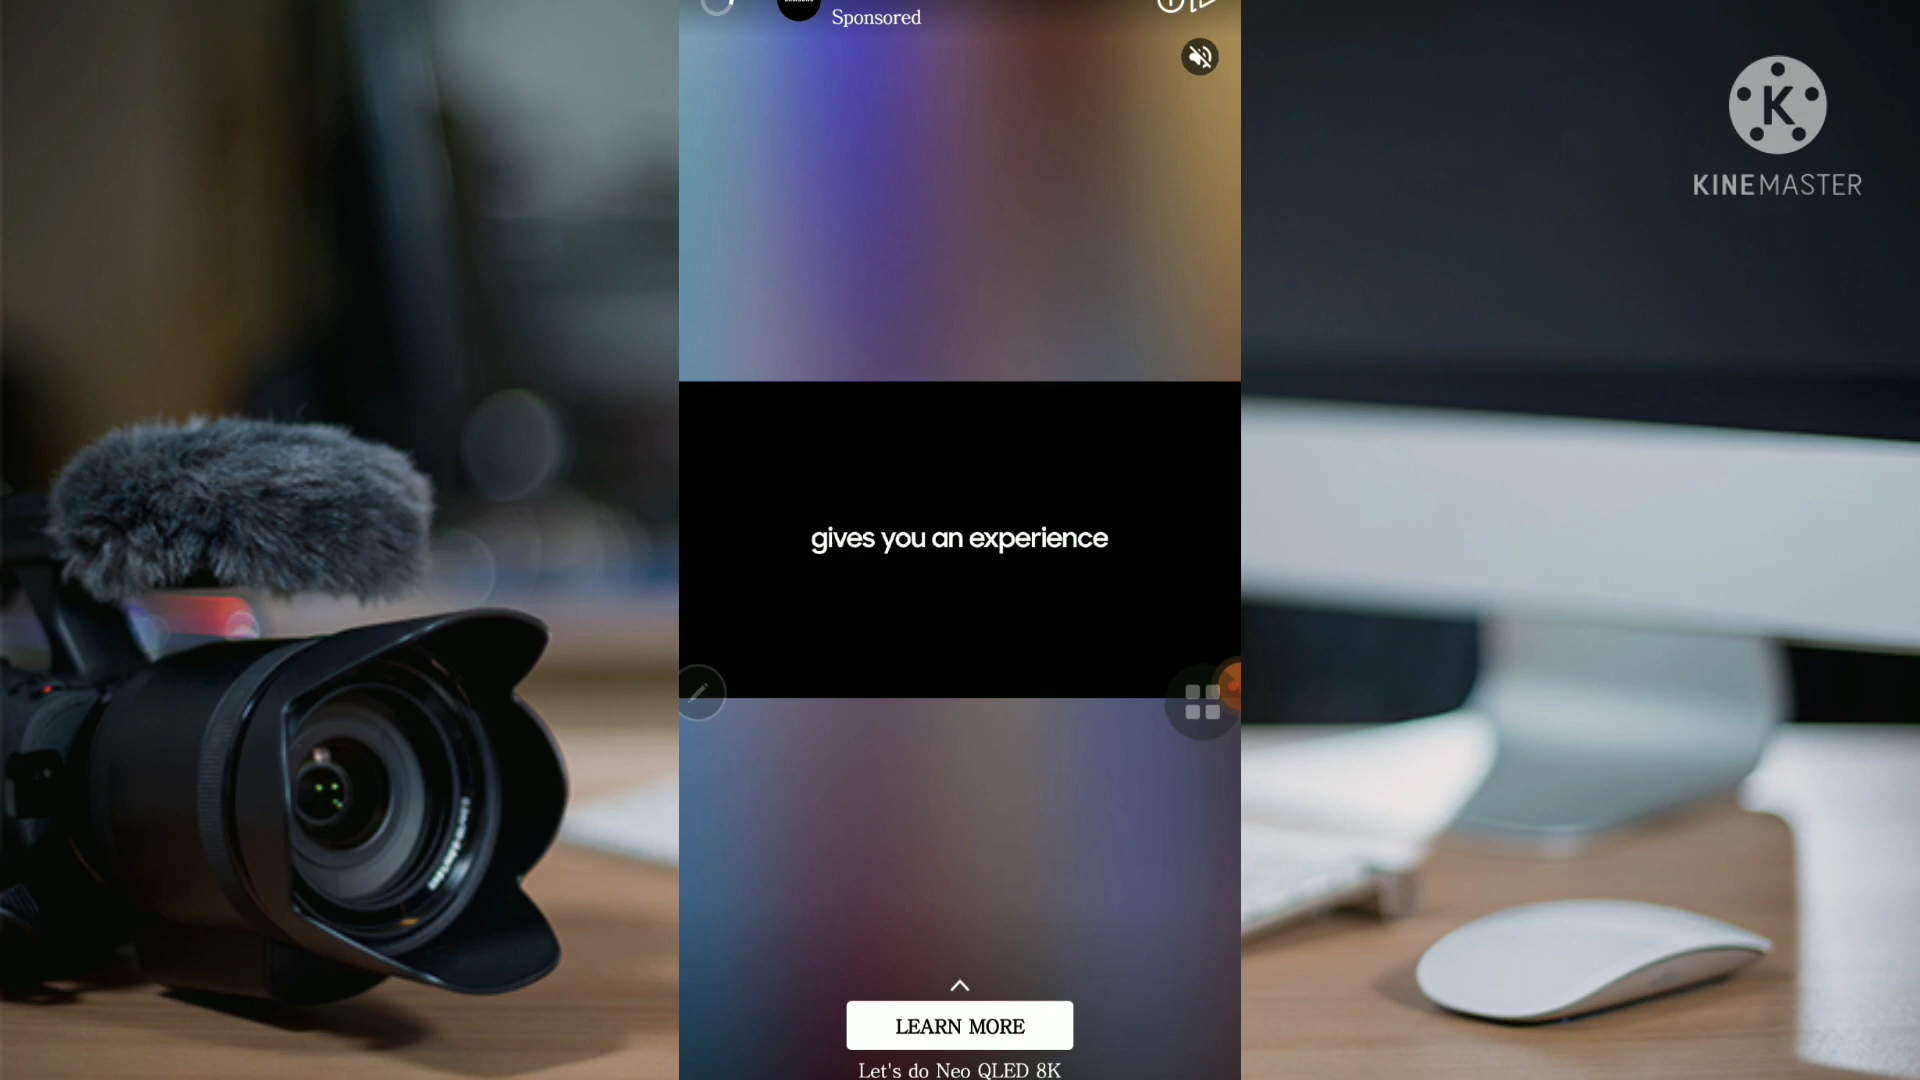 Sponsored
K
KINEMASTER
gives you an experience
LEARN MORE
Let's do Neo QLED 8K